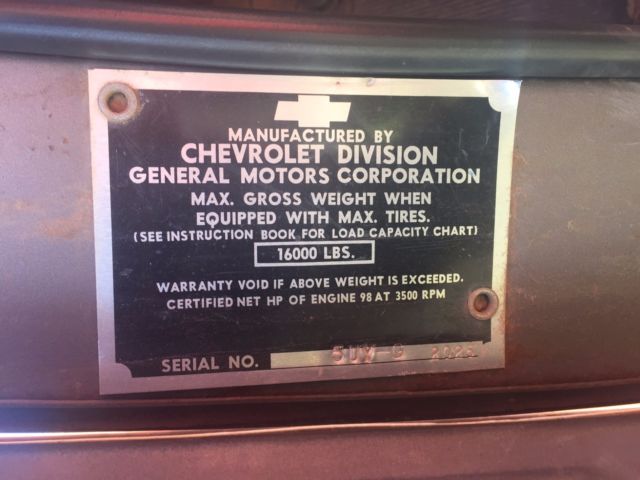 MANUFACTURED BY
CHEVROLET DIVISION
GENERAL MOTORS CORPORATION
MAX. GROSS WEIGHT WHEN
EQUIPPED WITH MAX. TIRES.
(SEE INSTRUCTION BOOK FOR LOAD CAPACITY CHART)
16000 LBS.
WARRANTY VOID IF ABOVE WEIGHT IS EXCEEDED.
CERTIFIED NET HP OF ENGINE 98 AT 3500 RPM
SERIAL NO.